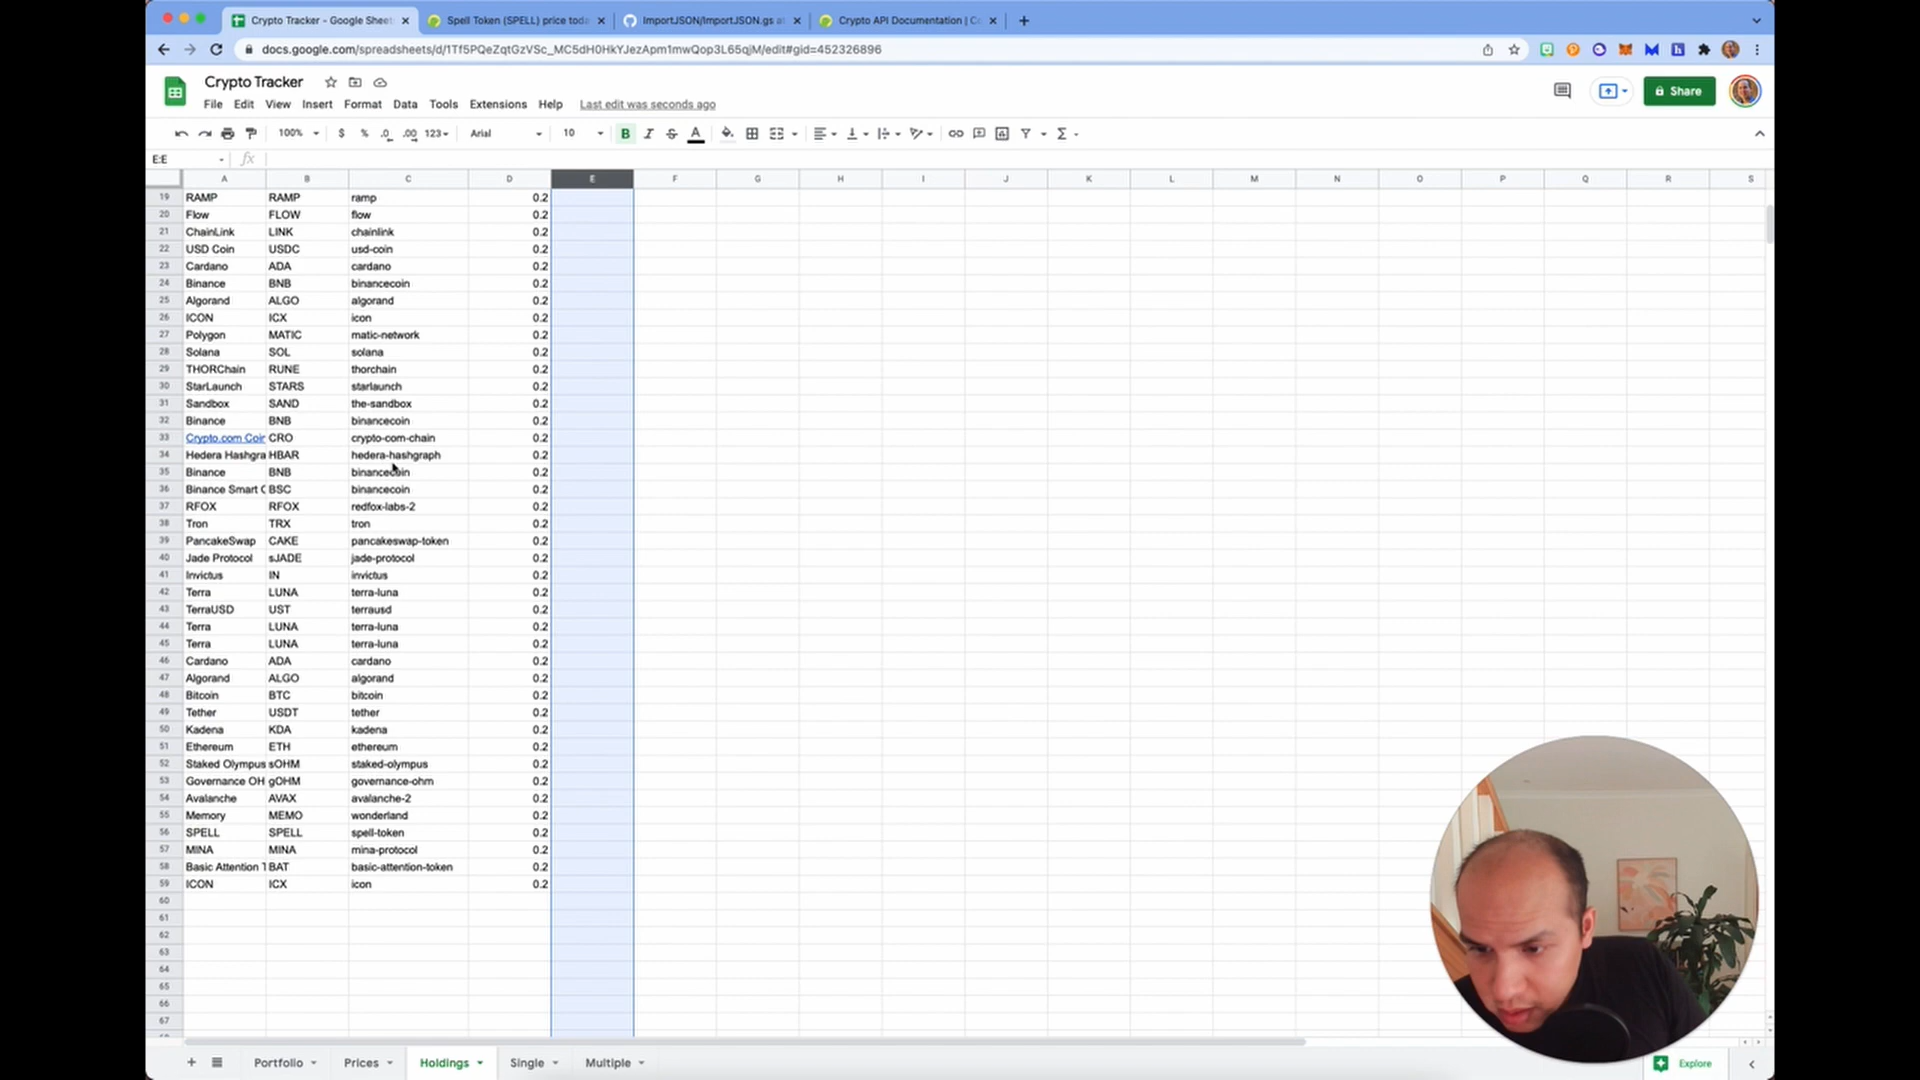 Crypto Tracker - Google Sheet
Spell Token (SPELL) price toda
ImportJSON/ImportJSON.gs at
Crypto API Documentation | Co
docs.google.com/spreadsheets/d/1Tf5PQeZqtGzVSc_MC5dH0HkYJezApm1mwQop3L65qjM/edit#gid=452326896
Crypto Tracker
File Edit View Insert Format Data Tools Extensions Help Last edit was seconds ago
Share
100% $ % .0 .00 123 Arial 10 B I S A
E:E fx
A B C D E F G H I J K L M N O P Q R S
19 RAMP RAMP ramp 0.2
20 Flow FLOW flow 0.2
21 ChainLink LINK chainlink 0.2
22 USD Coin USDC usd-coin 0.2
23 Cardano ADA cardano 0.2
24 Binance BNB binancecoin 0.2
25 Algorand ALGO algorand 0.2
26 ICON ICX icon 0.2
27 Polygon MATIC matic-network 0.2
28 Solana SOL solana 0.2
29 THORChain RUNE thorchain 0.2
30 StarLaunch STARS starlaunch 0.2
31 Sandbox SAND the-sandbox 0.2
32 Binance BNB binancecoin 0.2
33 Crypto.com Coin CRO crypto-com-chain 0.2
34 Hedera Hashgra HBAR hedera-hashgraph 0.2
35 Binance BNB binancecoin 0.2
36 Binance Smart C BSC binancecoin 0.2
37 RFOX RFOX redfox-labs-2 0.2
38 Tron TRX tron 0.2
39 PancakeSwap CAKE pancakeswap-token 0.2
40 Jade Protocol sJADE jade-protocol 0.2
41 Invictus IN invictus 0.2
42 Terra LUNA terra-luna 0.2
43 TerraUSD UST terrausd 0.2
44 Terra LUNA terra-luna 0.2
45 Terra LUNA terra-luna 0.2
46 Cardano ADA cardano 0.2
47 Algorand ALGO algorand 0.2
48 Bitcoin BTC bitcoin 0.2
49 Tether USDT tether 0.2
50 Kadena KDA kadena 0.2
51 Ethereum ETH ethereum 0.2
52 Staked Olympus sOHM staked-olympus 0.2
53 Governance OH gOHM governance-ohm 0.2
54 Avalanche AVAX avalanche-2 0.2
55 Memory MEMO wonderland 0.2
56 SPELL SPELL spell-token 0.2
57 MINA MINA mina-protocol 0.2
58 Basic Attention T BAT basic-attention-token 0.2
59 ICON ICX icon 0.2
60
61
62
63
64
65
66
67
Portfolio Prices Holdings Single Multiple Explore